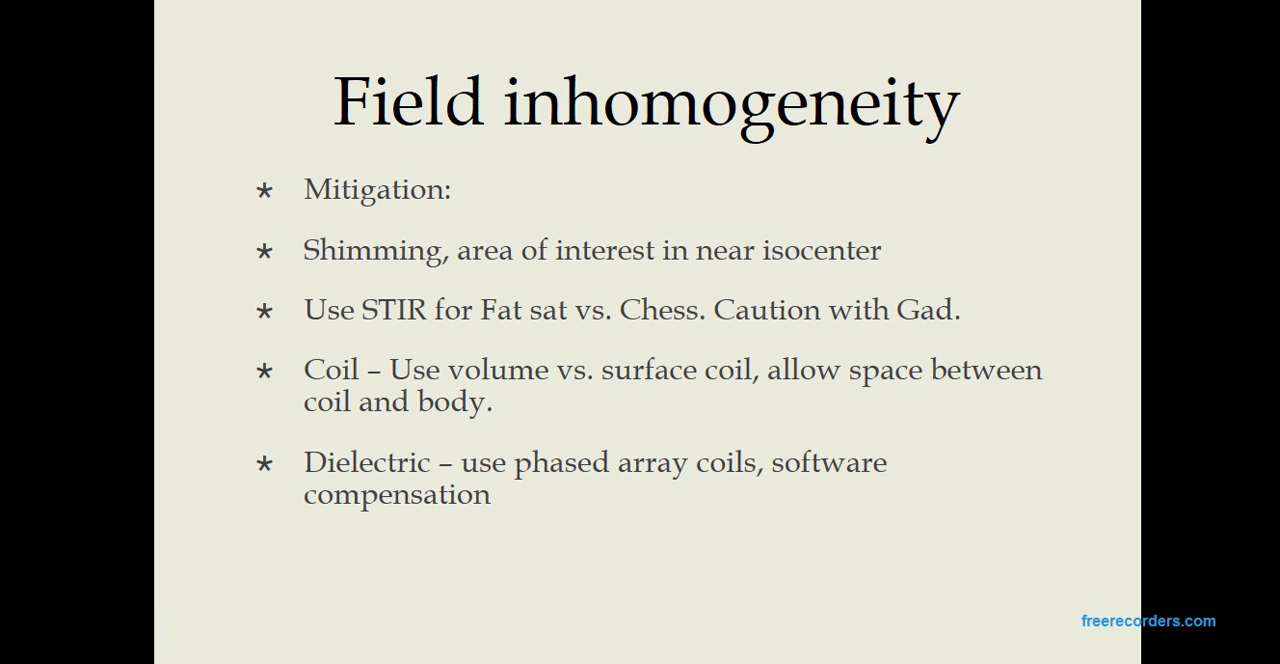 Field inhomogeneity
* Mitigation:
* Shimming, area of interest in near isocenter
* Use STIR for Fat sat vs. Chess. Caution with Gad.
* Coil – Use volume vs. surface coil, allow space between
coil and body.
* Dielectric – use phased array coils, software
compensation
freerecorders.com